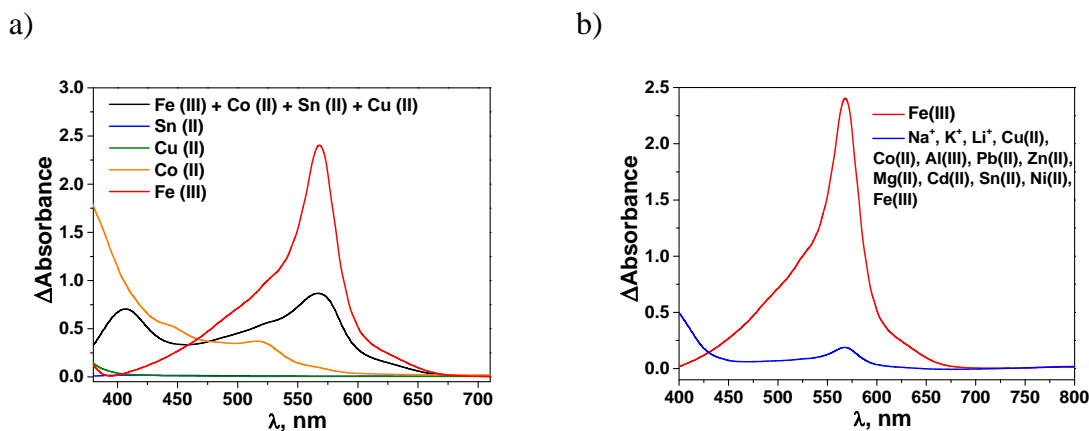 a)
b)
3.0
2.5
2.0
1.5
1.0
0.5
0.0
ΔAbsorbance
Fe (III) + Co (II) + Sn (II) + Cu (II)
Sn (II)
Cu (II)
Co (II)
Fe (III)
400 450 500 550 600 650 700
λ, nm
2.5
2.0
1.5
1.0
0.5
0.0
ΔAbsorbance
Fe(III)
Na⁺, K⁺, Li⁺, Cu(II),
Co(II), Al(III), Pb(II), Zn(II),
Mg(II), Cd(II), Sn(II), Ni(II),
Fe(III)
400 450 500 550 600 650 700 750 800
λ, nm